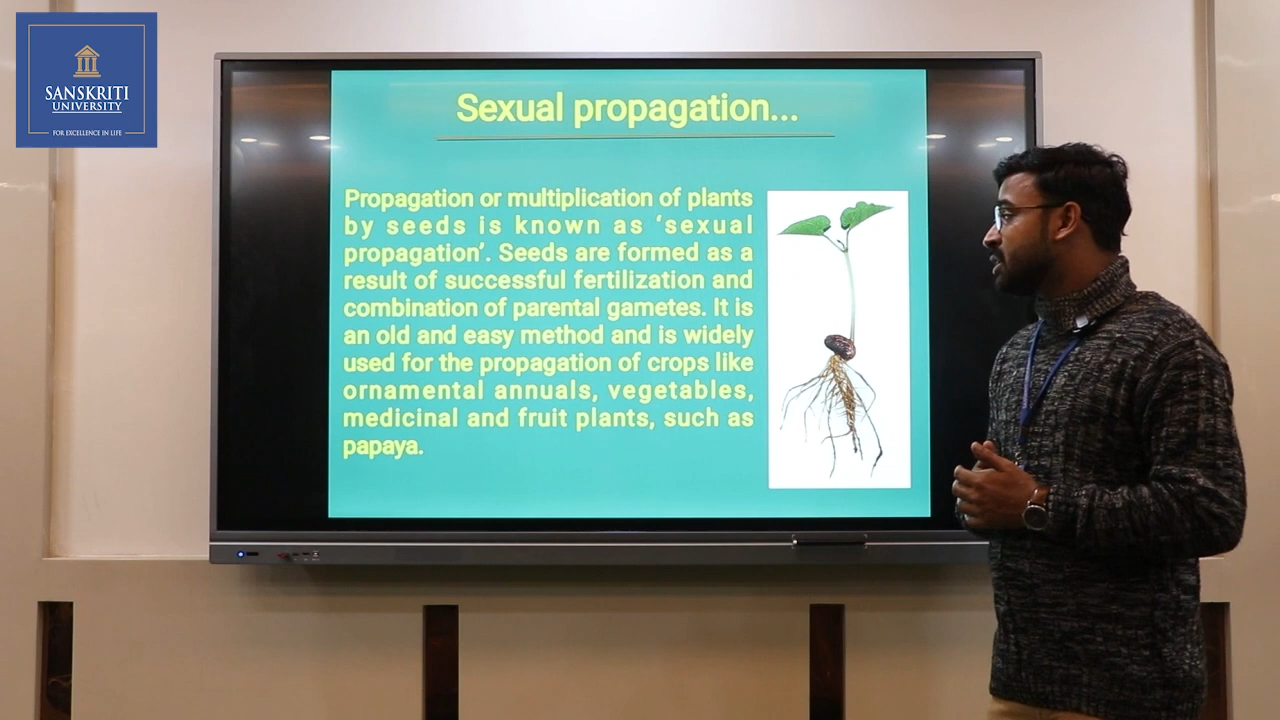 SANSKRITI
UNIVERSITY
FOR EXCELLENCE IN LIFE
Sexual propagation...
Propagation or multiplication of plants
by seeds is known as ‘sexual
propagation’. Seeds are formed as a
result of successful fertilization and
combination of parental gametes. It is
an old and easy method and is widely
used for the propagation of crops like
ornamental annuals, vegetables,
medicinal and fruit plants, such as
papaya.